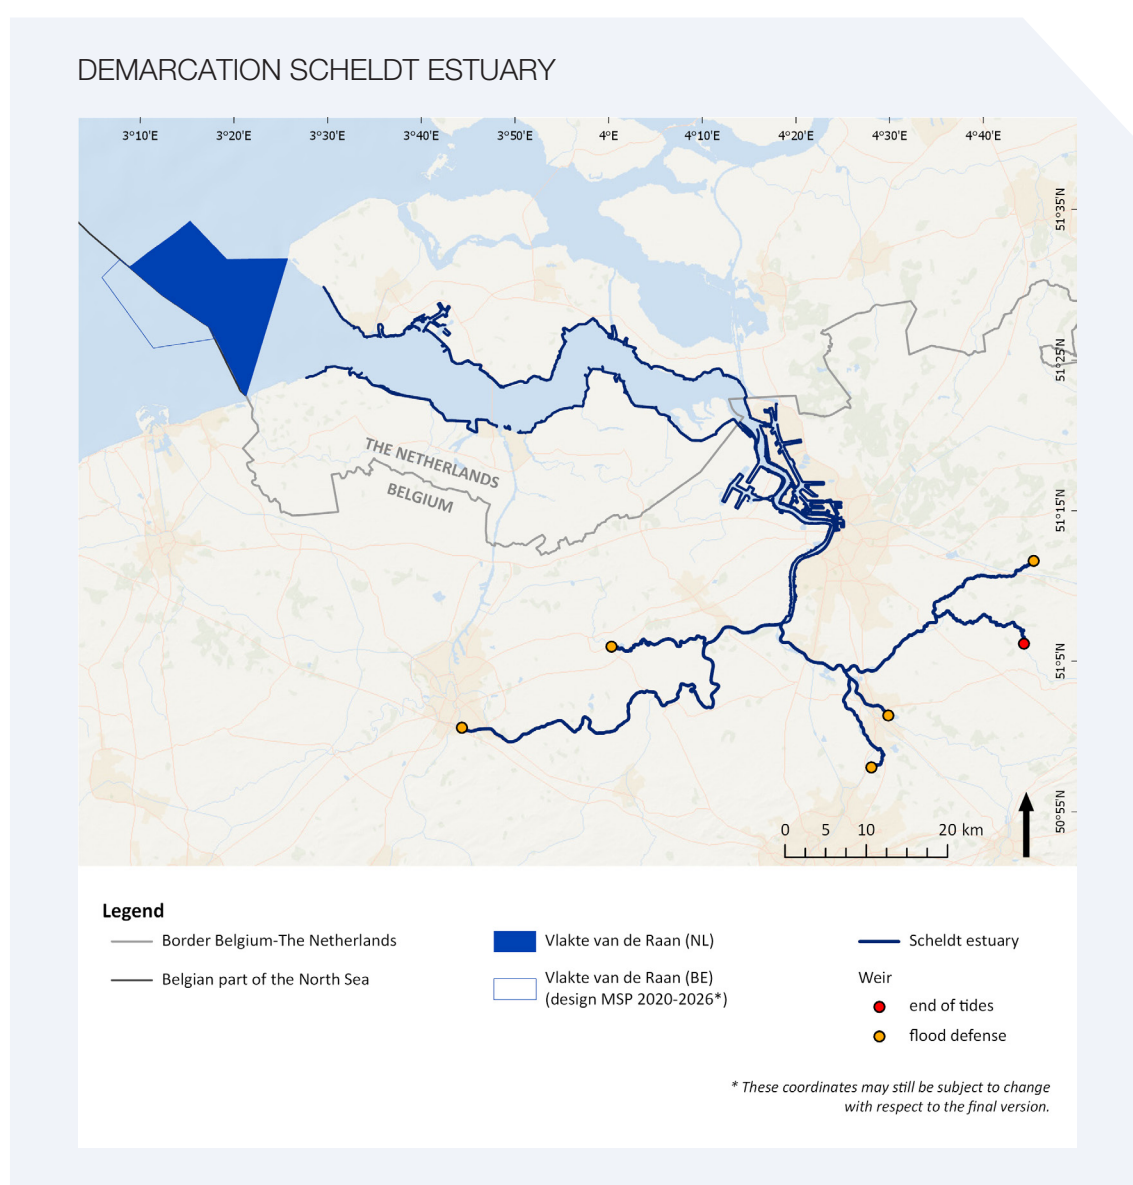 DEMARCATION SCHELDT ESTUARY
3°10'E 3°20'E 3°30'E 3°40'E 3°50'E 4°E 4°10'E 4°20'E 4°30'E 4°40'E
51°35'N
51°25'N
51°15'N
51°5'N
50°55'N
THE NETHERLANDS
BELGIUM
0 5 10 20 km
Legend
Border Belgium-The Netherlands
Belgian part of the North Sea
Vlakte van de Raan (NL)
Vlakte van de Raan (BE)
(design MSP 2020-2026*)
Scheldt estuary
Weir
end of tides
flood defense
* These coordinates may still be subject to change
with respect to the final version.